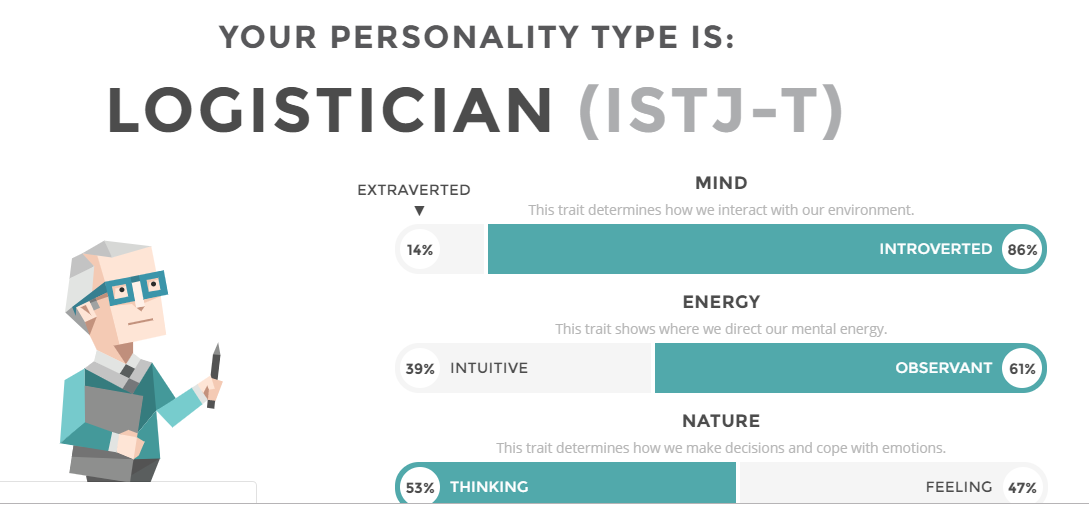 YOUR PERSONALITY TYPE IS:
LOGISTICIAN (ISTJ-T)
MIND
EXTRAVERTED
This trait determines how we interact with our environment.
14% INTROVERTED 86%
ENERGY
This trait shows where we direct our mental energy.
39% INTUITIVE OBSERVANT 61%
NATURE
This trait determines how we make decisions and cope with emotions.
53% THINKING FEELING 47%